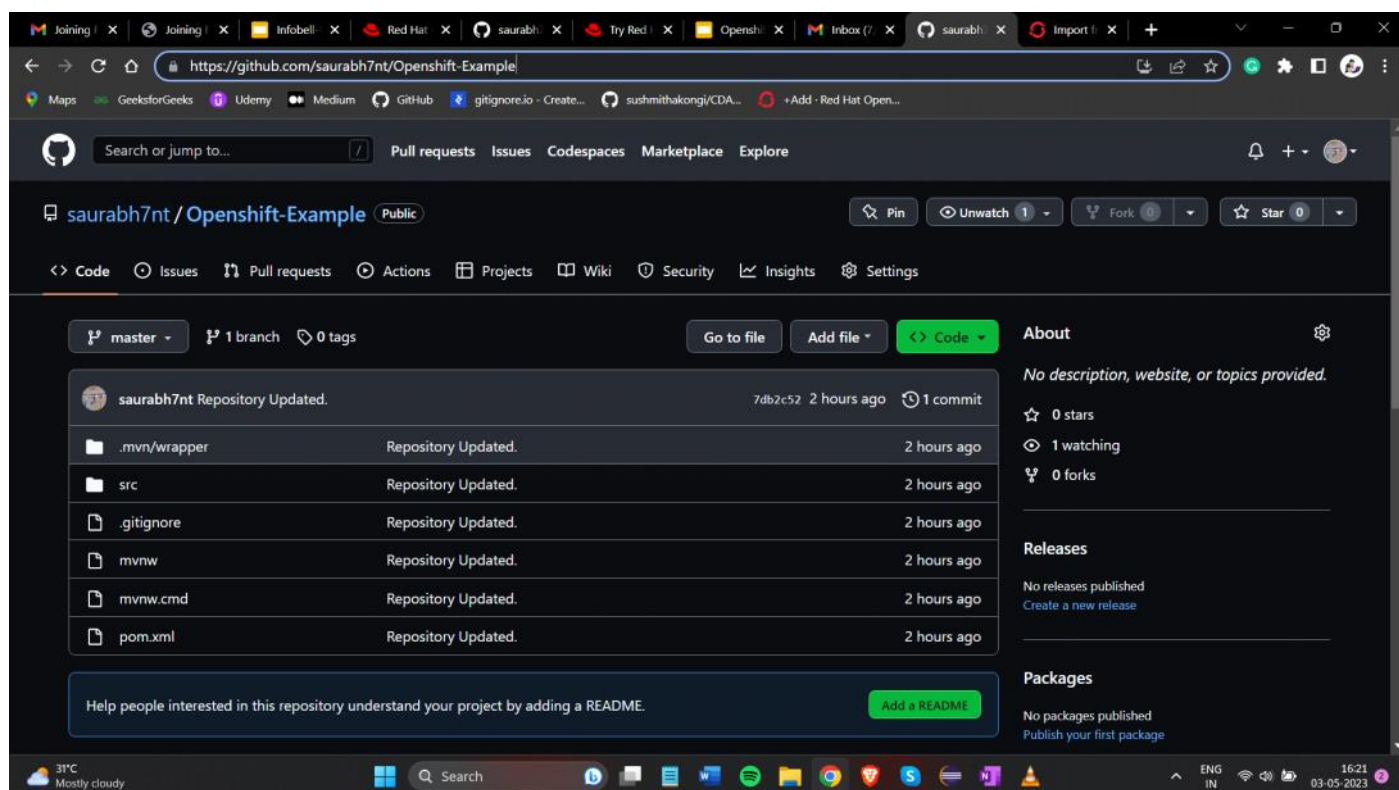 Joining Joining Infobell- Red Hat saurabh Try Red Openshi Inbox (7, saurabh Import f
https://github.com/saurabh7nt/Openshift-Example
Maps GeeksforGeeks Udemy Medium GitHub gitignore.io - Create... sushmithakongi/CDA... +Add · Red Hat Open...
Search or jump to... / Pull requests Issues Codespaces Marketplace Explore
saurabh7nt / Openshift-Example Public Pin Unwatch 1 Fork 0 Star 0
Code Issues Pull requests Actions Projects Wiki Security Insights Settings
master 1 branch 0 tags Go to file Add file Code About
No description, website, or topics provided.
saurabh7nt Repository Updated. 7db2c52 2 hours ago 1 commit
0 stars
.mvn/wrapper Repository Updated. 2 hours ago
1 watching
0 forks
src Repository Updated. 2 hours ago
.gitignore Repository Updated. 2 hours ago
Releases
mvnw Repository Updated. 2 hours ago
No releases published
mvnw.cmd Repository Updated. 2 hours ago
Create a new release
pom.xml Repository Updated. 2 hours ago
Packages
Help people interested in this repository understand your project by adding a README. Add a README
No packages published
Publish your first package
31°C
Mostly cloudy
Search
ENG
IN
16:21
03-05-2023
2